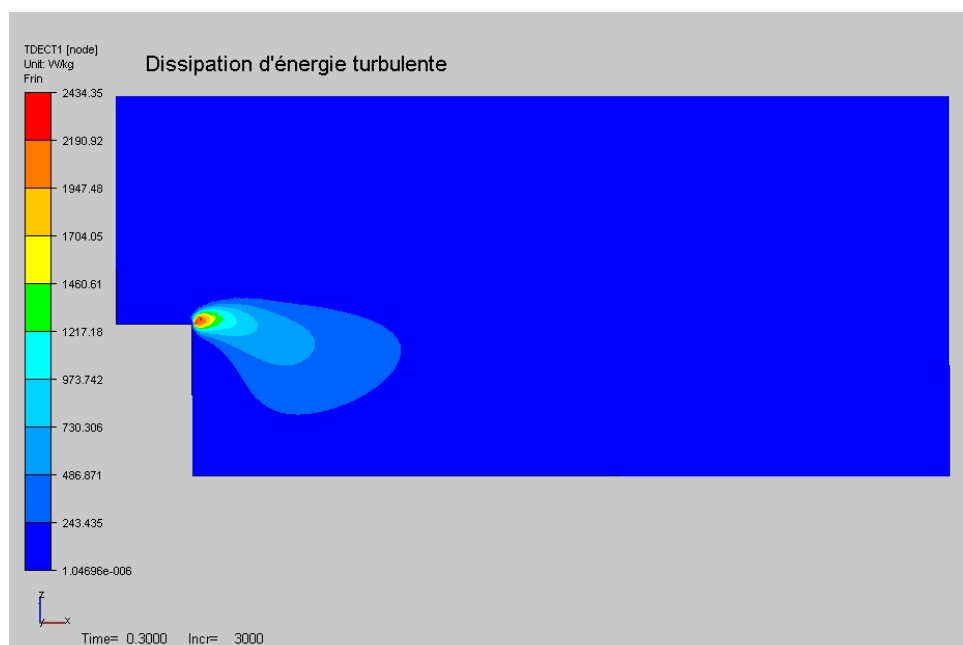 TDECT1 [node]
Unit: W/kg
Frin
Dissipation d'énergie turbulente
2434.35
2190.92
1947.48
1704.05
1460.61
1217.18
973.742
730.306
486.871
243.435
1.04696e-006
z
y x
Time= 0.3000 Incr= 3000